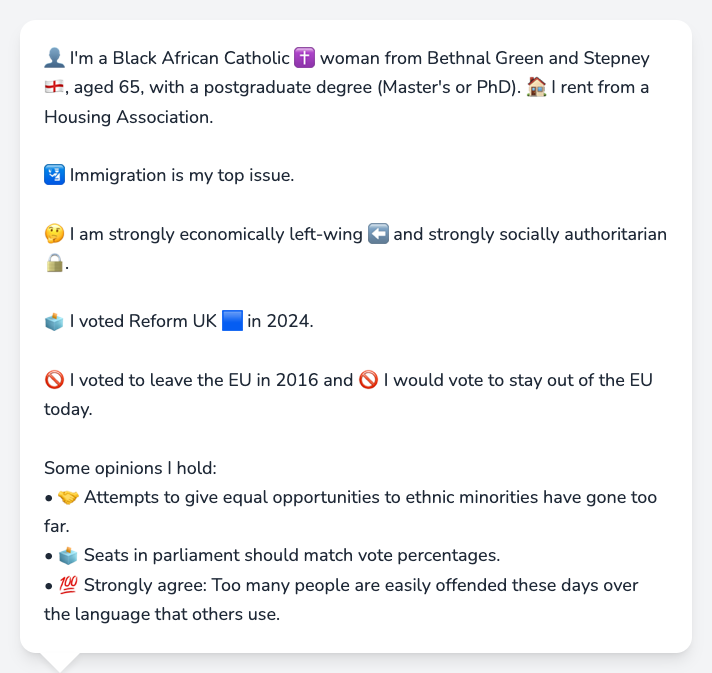 👤 I'm a Black African Catholic ✝️ woman from Bethnal Green and Stepney
🏴󠁧󠁢󠁥󠁮󠁧󠁿, aged 65, with a postgraduate degree (Master's or PhD). 🏠 I rent from a
Housing Association.
🛂 Immigration is my top issue.
🤔 I am strongly economically left-wing ⬅️ and strongly socially authoritarian
🔒.
🗳️ I voted Reform UK 🟦 in 2024.
🚫 I voted to leave the EU in 2016 and 🚫 I would vote to stay out of the EU
today.
Some opinions I hold:
• 🤝 Attempts to give equal opportunities to ethnic minorities have gone too
far.
• 🗳️ Seats in parliament should match vote percentages.
• 💯 Strongly agree: Too many people are easily offended these days over
the language that others use.